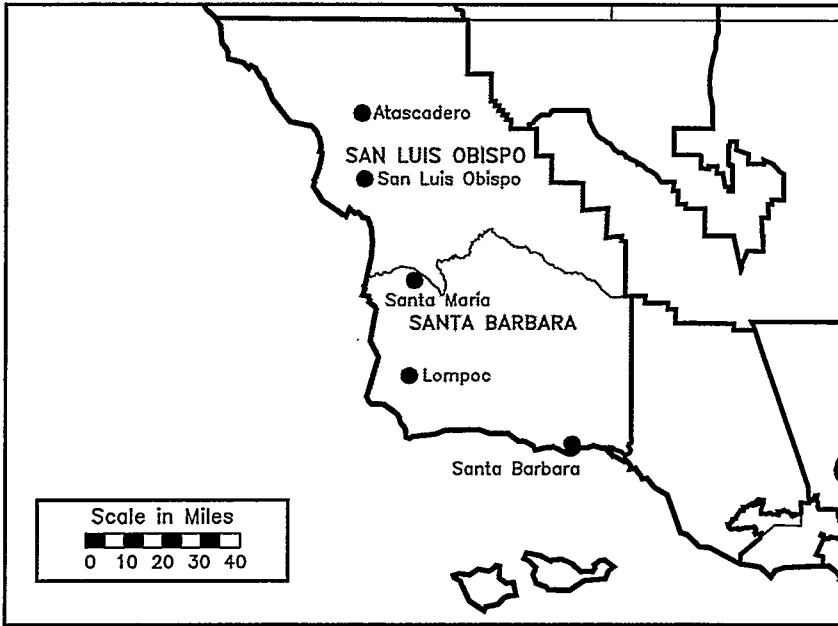 Atascadero
SAN LUIS OBISPO
San Luis Obispo
Santa María
SANTA BARBARA
Lompoc
Santa Barbara
Scale in Miles
0 10 20 30 40